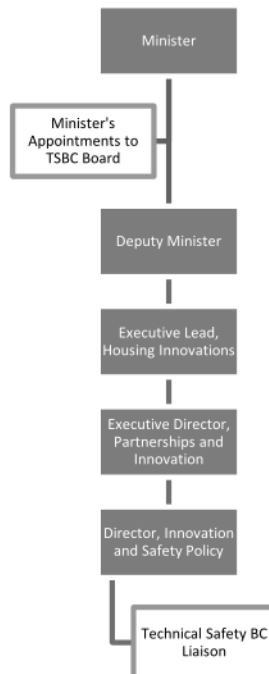 Minister
Minister's
Appointments to
TSBC Board
Deputy Minister
Executive Lead,
Housing Innovations
Executive Director,
Partnerships and
Innovation
Director, Innovation
and Safety Policy
Technical Safety BC
Liaison